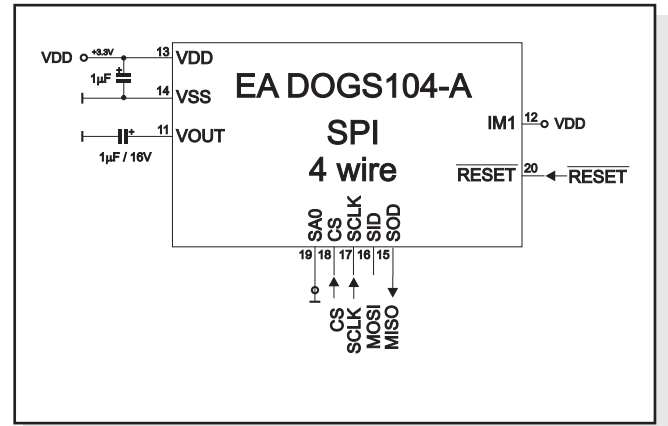 VDD +3.3V 13 VDD
1µF
14 VSS
11 VOUT
1µF / 16V
EA DOGS104-A
SPI
4 wire
IM1 12 VDD
RESET 20 RESET
SA0 CS SCLK SID SOD
19 18 17 16 15
CS SCLK MOSI MISO